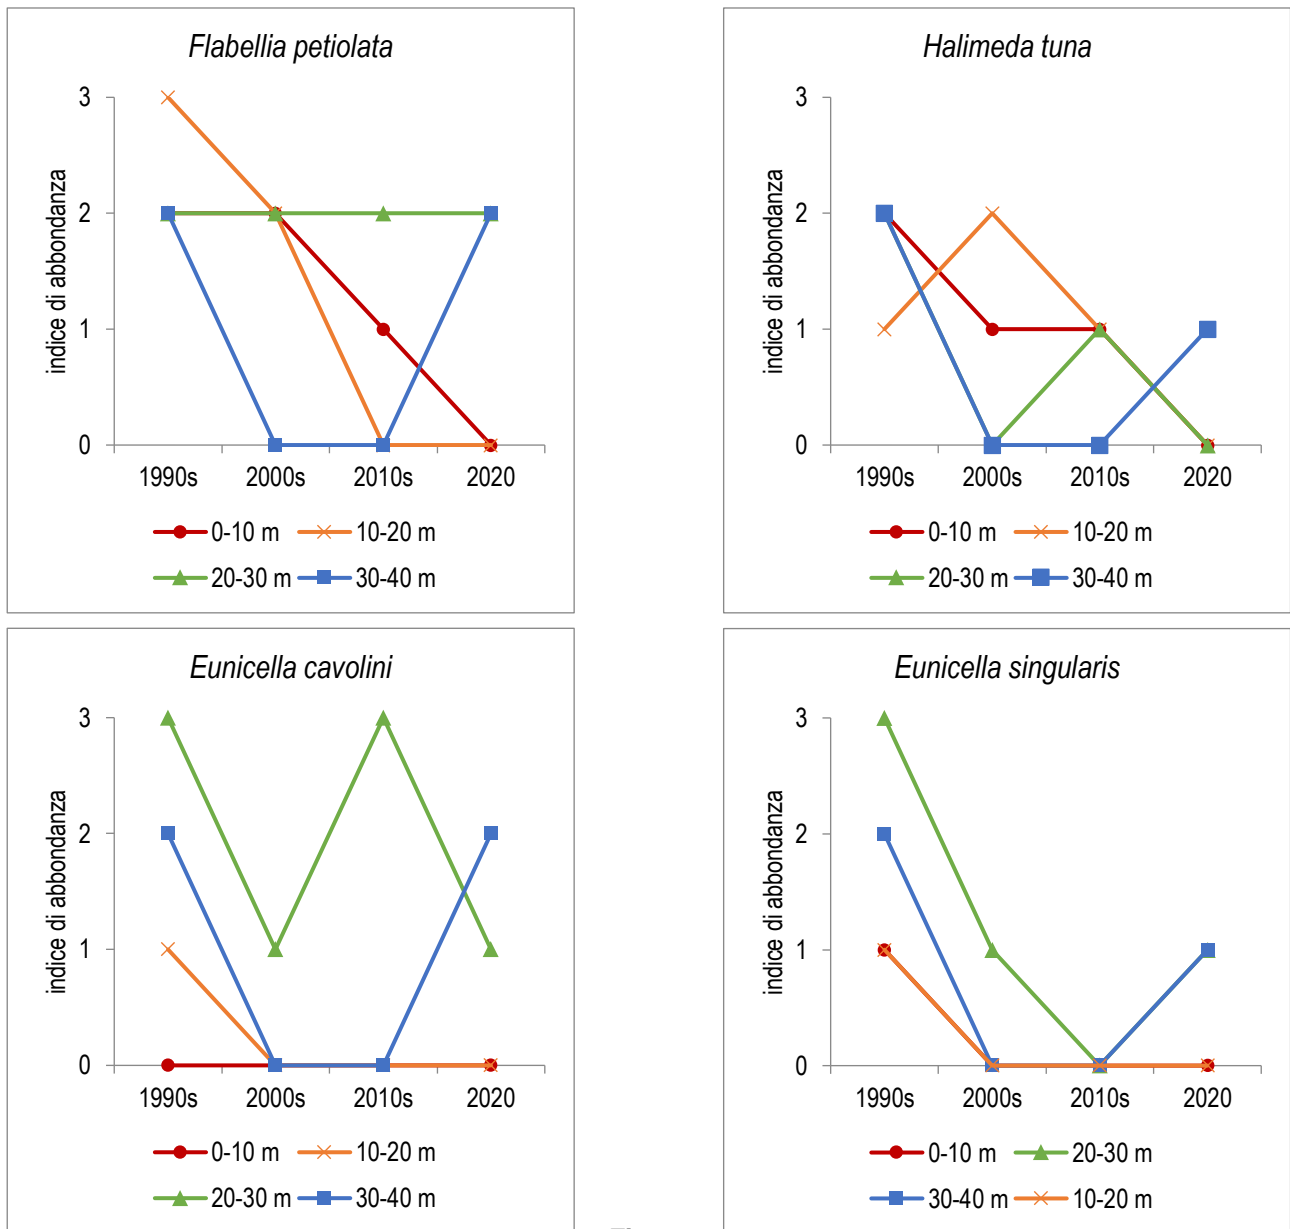 Flabellia petiolata
indice di abbondanza
3
2
1
0
1990s 2000s 2010s 2020
0-10 m 10-20 m
20-30 m 30-40 m
Halimeda tuna
indice di abbondanza
3
2
1
0
1990s 2000s 2010s 2020
0-10 m 10-20 m
20-30 m 30-40 m
Eunicella cavolini
indice di abbondanza
3
2
1
0
1990s 2000s 2010s 2020
0-10 m 10-20 m
20-30 m 30-40 m
Eunicella singularis
indice di abbondanza
3
2
1
0
1990s 2000s 2010s 2020
0-10 m 20-30 m
30-40 m 10-20 m